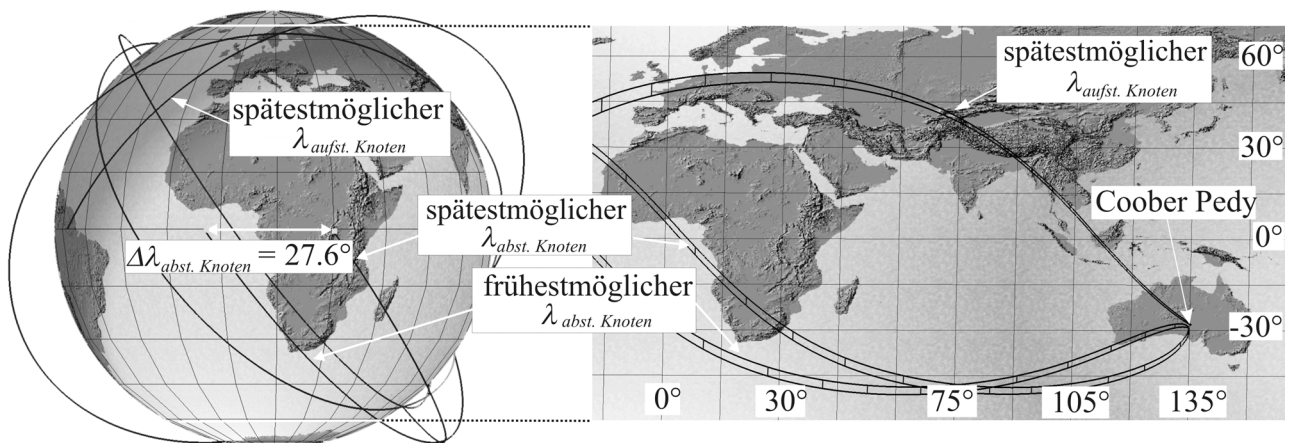 spätestmöglicher
λaufst. Knoten
Δλabst. Knoten = 27.6°
spätestmöglicher
λabst. Knoten
frühestmöglicher
λabst. Knoten
spätestmöglicher
λaufst. Knoten
Coober Pedy
60°
30°
0°
-30°
0°
30°
75°
105°
135°